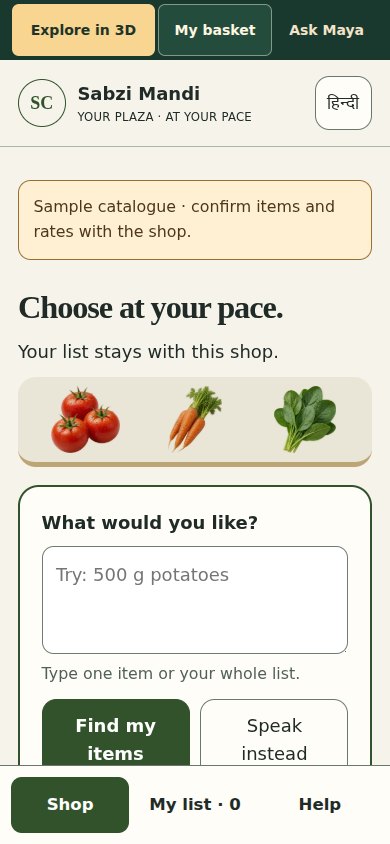 Explore in 3D
My basket
Ask Maya
SC
Sabzi Mandi
YOUR PLAZA · AT YOUR PACE
हिन्दी
Sample catalogue · confirm items and
rates with the shop.
Choose at your pace.
Your list stays with this shop.
What would you like?
Try: 500 g potatoes
Type one item or your whole list.
Find my
items
Speak
instead
Shop
My list · 0
Help